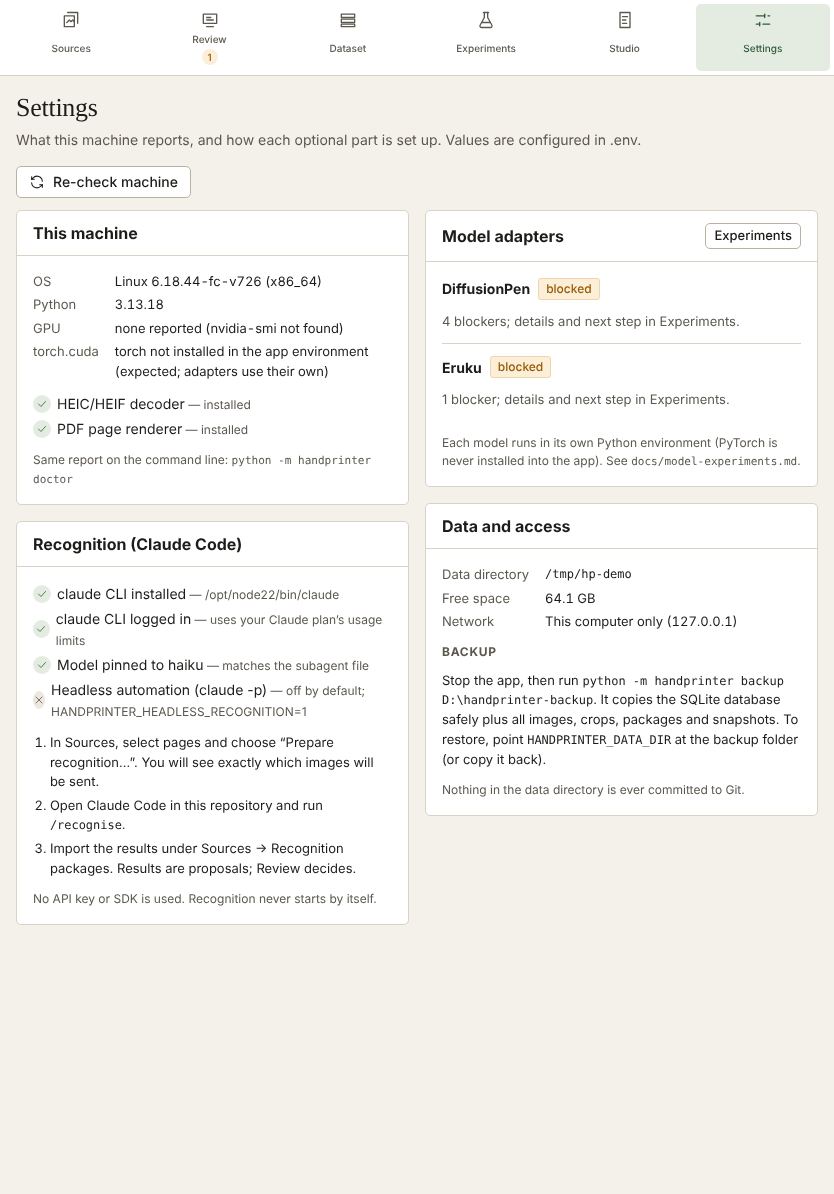 Sources
Review
1
Dataset
Experiments
Studio
Settings
Settings
What this machine reports, and how each optional part is set up. Values are configured in .env.
Re-check machine
This machine
OS Linux 6.18.44-fc-v726 (x86_64)
Python 3.13.18
GPU none reported (nvidia-smi not found)
torch.cuda torch not installed in the app environment
(expected; adapters use their own)
HEIC/HEIF decoder — installed
PDF page renderer — installed
Same report on the command line: python -m handprinter
doctor
Recognition (Claude Code)
claude CLI installed — /opt/node22/bin/claude
claude CLI logged in — uses your Claude plan's usage
limits
Model pinned to haiku — matches the subagent file
Headless automation (claude -p) — off by default;
HANDPRINTER_HEADLESS_RECOGNITION=1
1. In Sources, select pages and choose “Prepare
recognition…”. You will see exactly which images will
be sent.
2. Open Claude Code in this repository and run
/recognise.
3. Import the results under Sources → Recognition
packages. Results are proposals; Review decides.
No API key or SDK is used. Recognition never starts by itself.
Model adapters
Experiments
DiffusionPen blocked
4 blockers; details and next step in Experiments.
Eruku blocked
1 blocker; details and next step in Experiments.
Each model runs in its own Python environment (PyTorch is
never installed into the app). See docs/model-experiments.md.
Data and access
Data directory /tmp/hp-demo
Free space 64.1 GB
Network This computer only (127.0.0.1)
BACKUP
Stop the app, then run python -m handprinter backup
D:\handprinter-backup. It copies the SQLite database
safely plus all images, crops, packages and snapshots. To
restore, point HANDPRINTER_DATA_DIR at the backup folder
(or copy it back).
Nothing in the data directory is ever committed to Git.